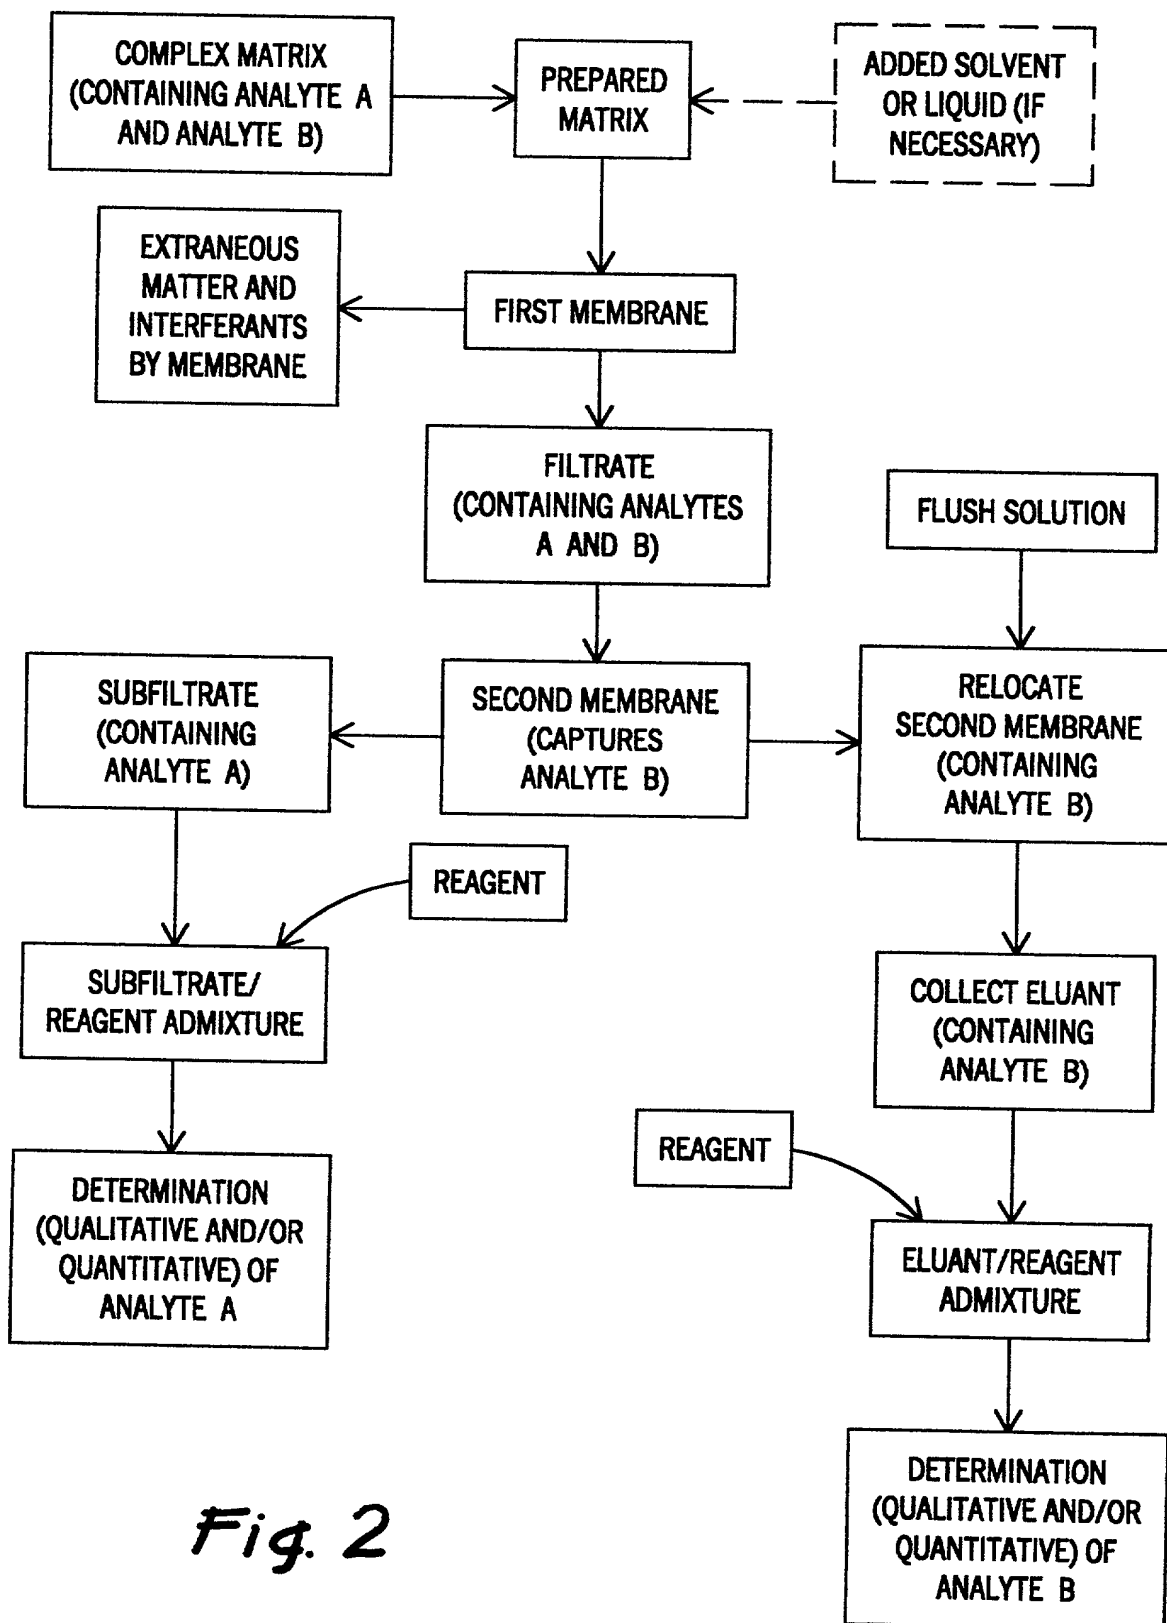 COMPLEX MATRIX
(CONTAINING ANALYTE A
AND ANALYTE B)
PREPARED
MATRIX
ADDED SOLVENT
OR LIQUID (IF
NECESSARY)
EXTRANEOUS
MATTER AND
INTERFERANTS
BY MEMBRANE
FIRST MEMBRANE
FILTRATE
(CONTAINING ANALYTES
A AND B)
FLUSH SOLUTION
SUBFILTRATE
(CONTAINING
ANALYTE A)
SECOND MEMBRANE
(CAPTURES
ANALYTE B)
RELOCATE
SECOND MEMBRANE
(CONTAINING
ANALYTE B)
REAGENT
SUBFILTRATE/
REAGENT ADMIXTURE
COLLECT ELUANT
(CONTAINING
ANALYTE B)
REAGENT
DETERMINATION
(QUALITATIVE AND/OR
QUANTITATIVE) OF
ANALYTE A
ELUANT/REAGENT
ADMIXTURE
DETERMINATION
(QUALITATIVE AND/OR
QUANTITATIVE) OF
ANALYTE B
Fig. 2